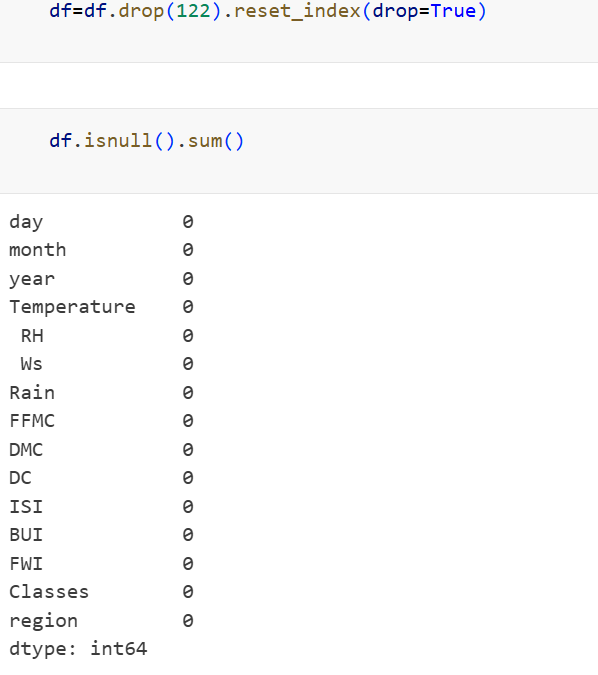 df=df.drop(122).reset_index(drop=True)
df.isnull().sum()
day 0
month 0
year 0
Temperature 0
RH 0
Ws 0
Rain 0
FFMC 0
DMC 0
DC 0
ISI 0
BUI 0
FWI 0
Classes 0
region 0
dtype: int64